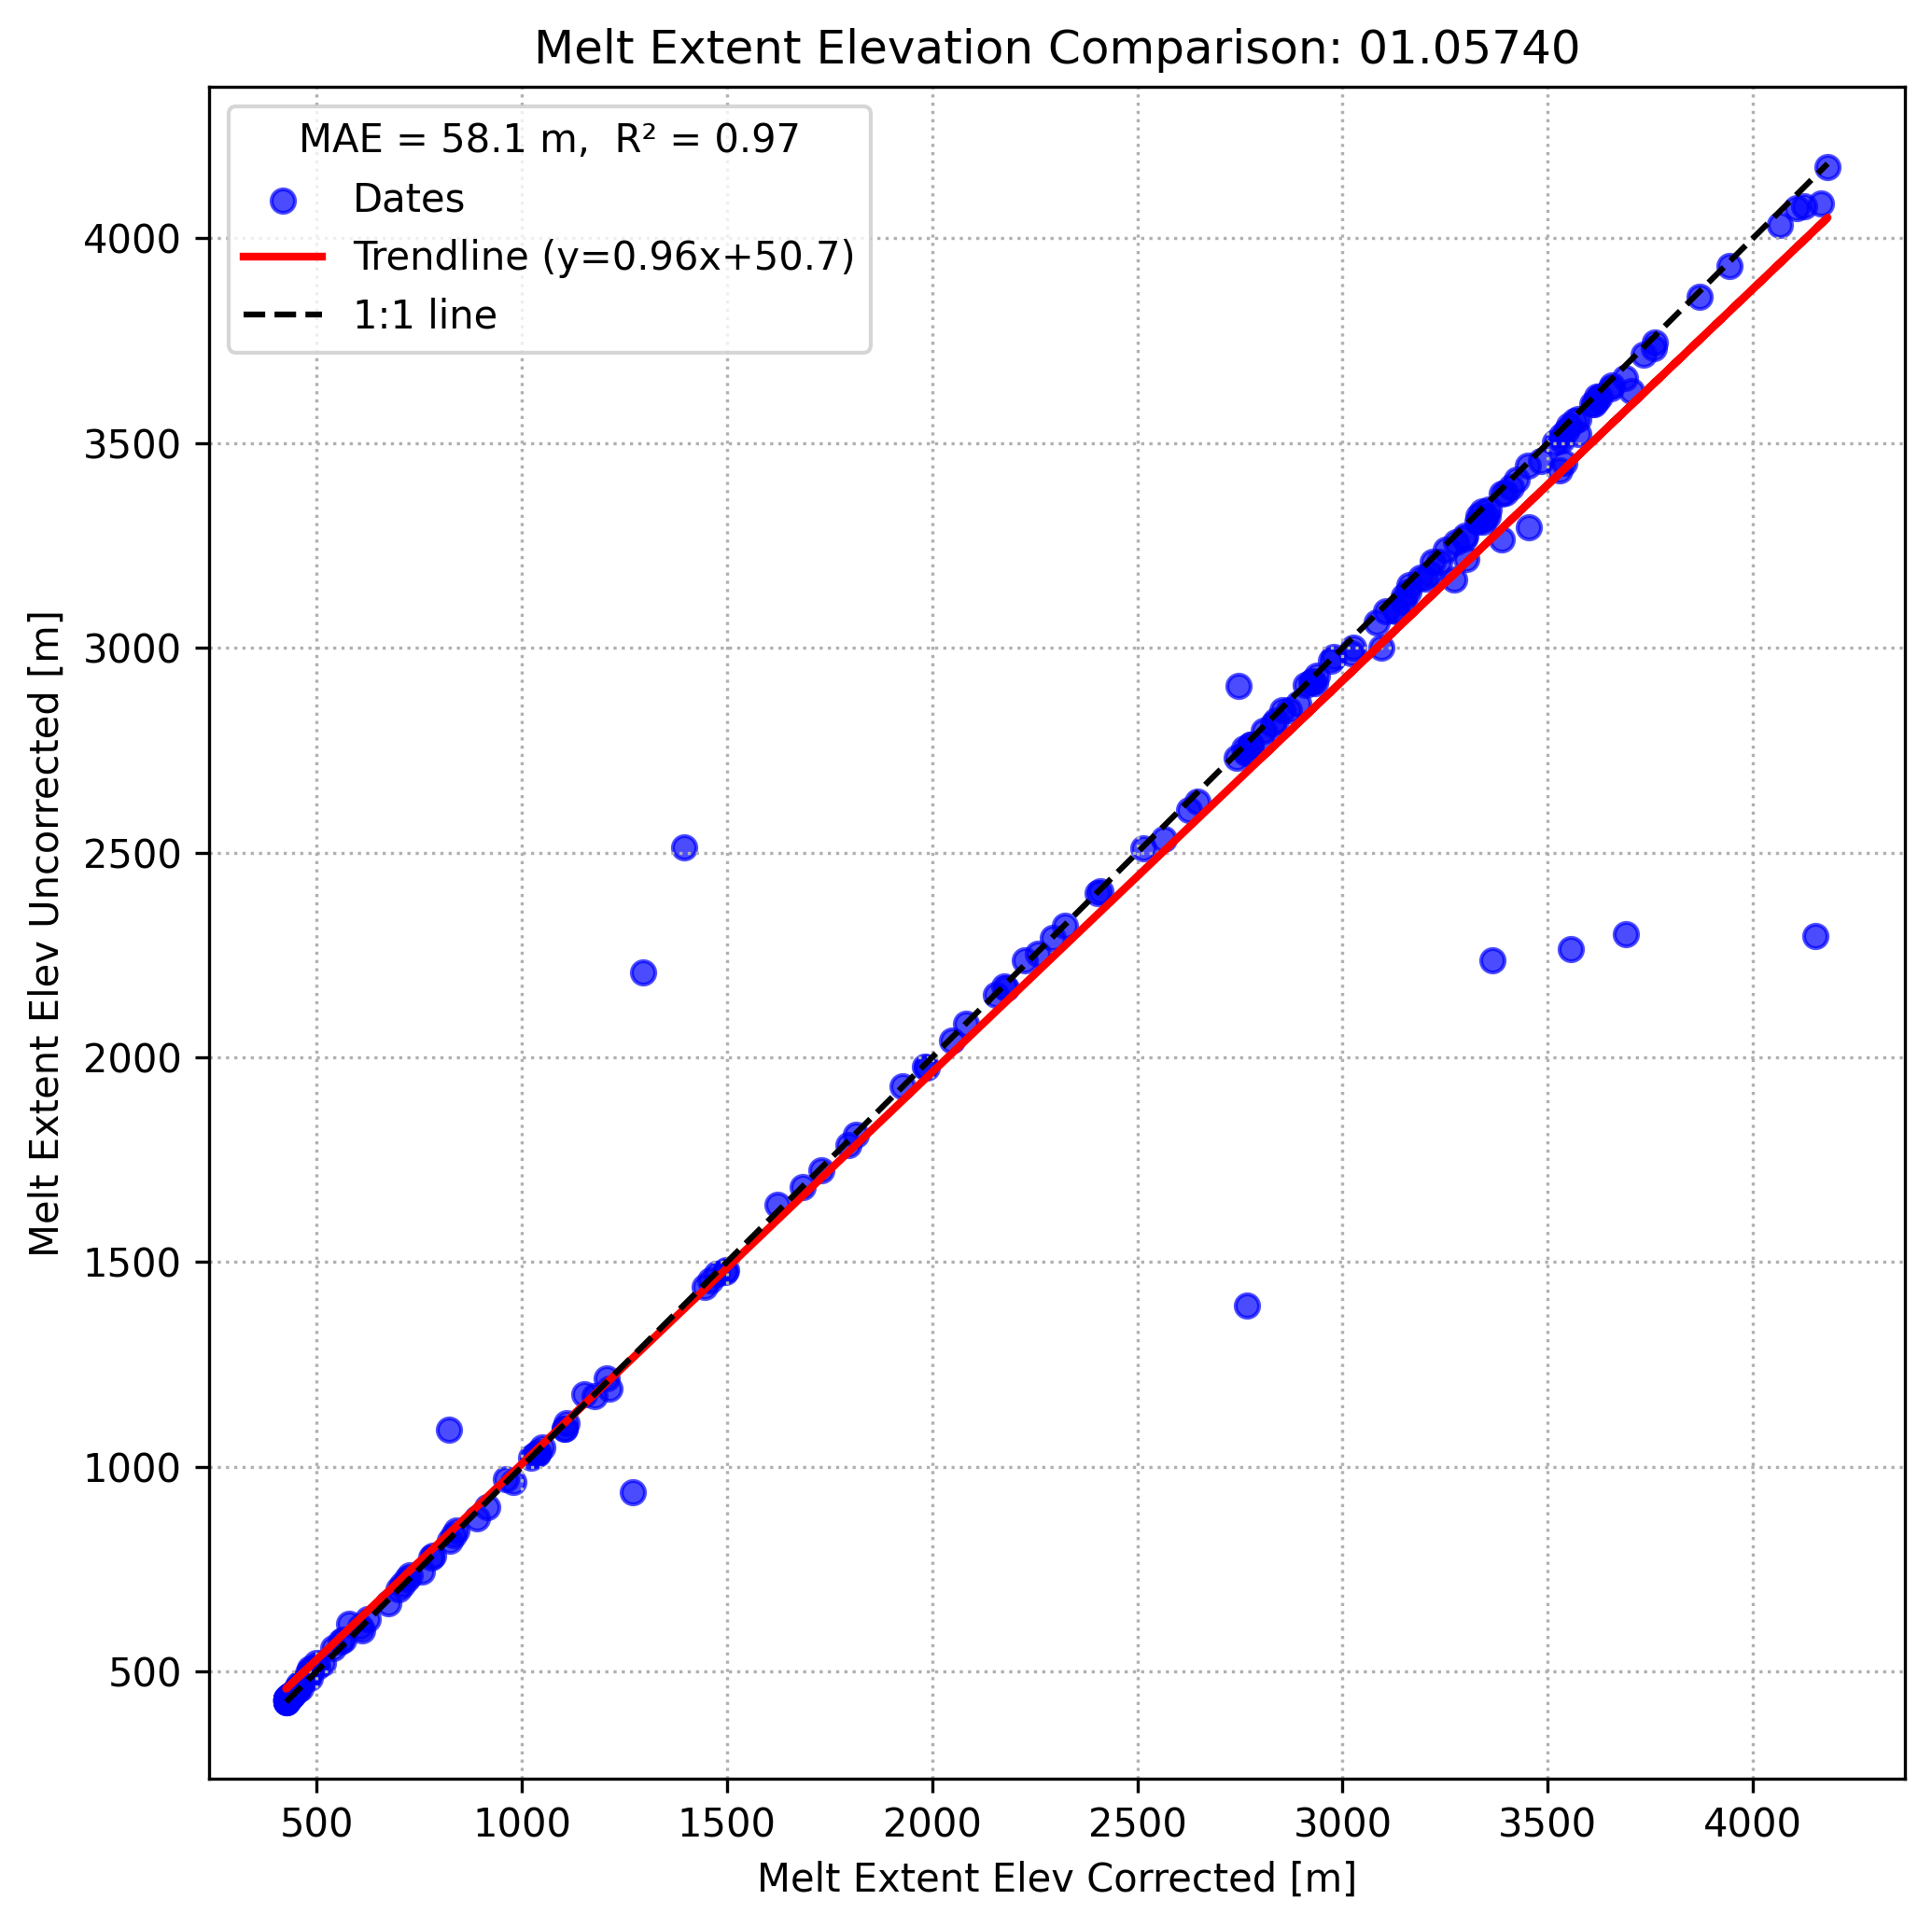 Melt Extent Elevation Comparison: 01.05740
MAE = 58.1 m,  R² = 0.97
Dates
Trendline (y=0.96x+50.7)
1:1 line
Melt Extent Elev Uncorrected [m]
4000
3500
3000
2500
2000
1500
1000
500
500 1000 1500 2000 2500 3000 3500 4000
Melt Extent Elev Corrected [m]